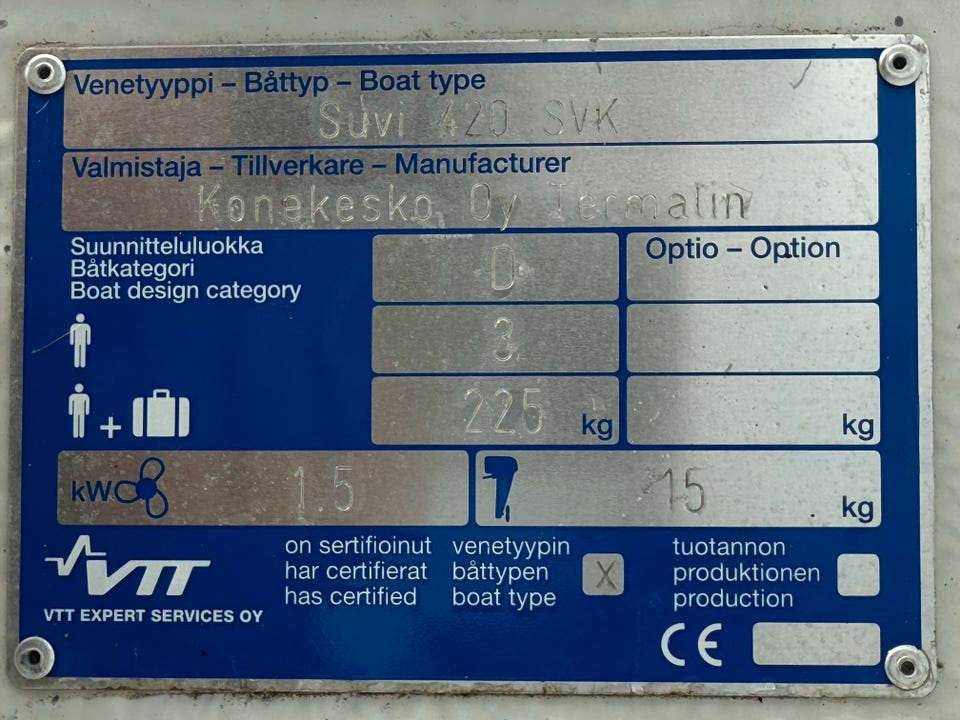 Venetyyppi – Båttyp – Boat type
Suvi 420 SVK
Valmistaja – Tillverkare – Manufacturer
Konekesko Oy Termalin
Suunnitteluluokka
Båtkategori
Boat design category
D
Optio – Option
3
+
225 kg
kg
kW
1.5
15 kg
VTT
VTT EXPERT SERVICES OY
on sertifioinut
har certifierat
has certified
venetyypin
båttypen
boat type
X
tuotannon
produktionen
production
CE